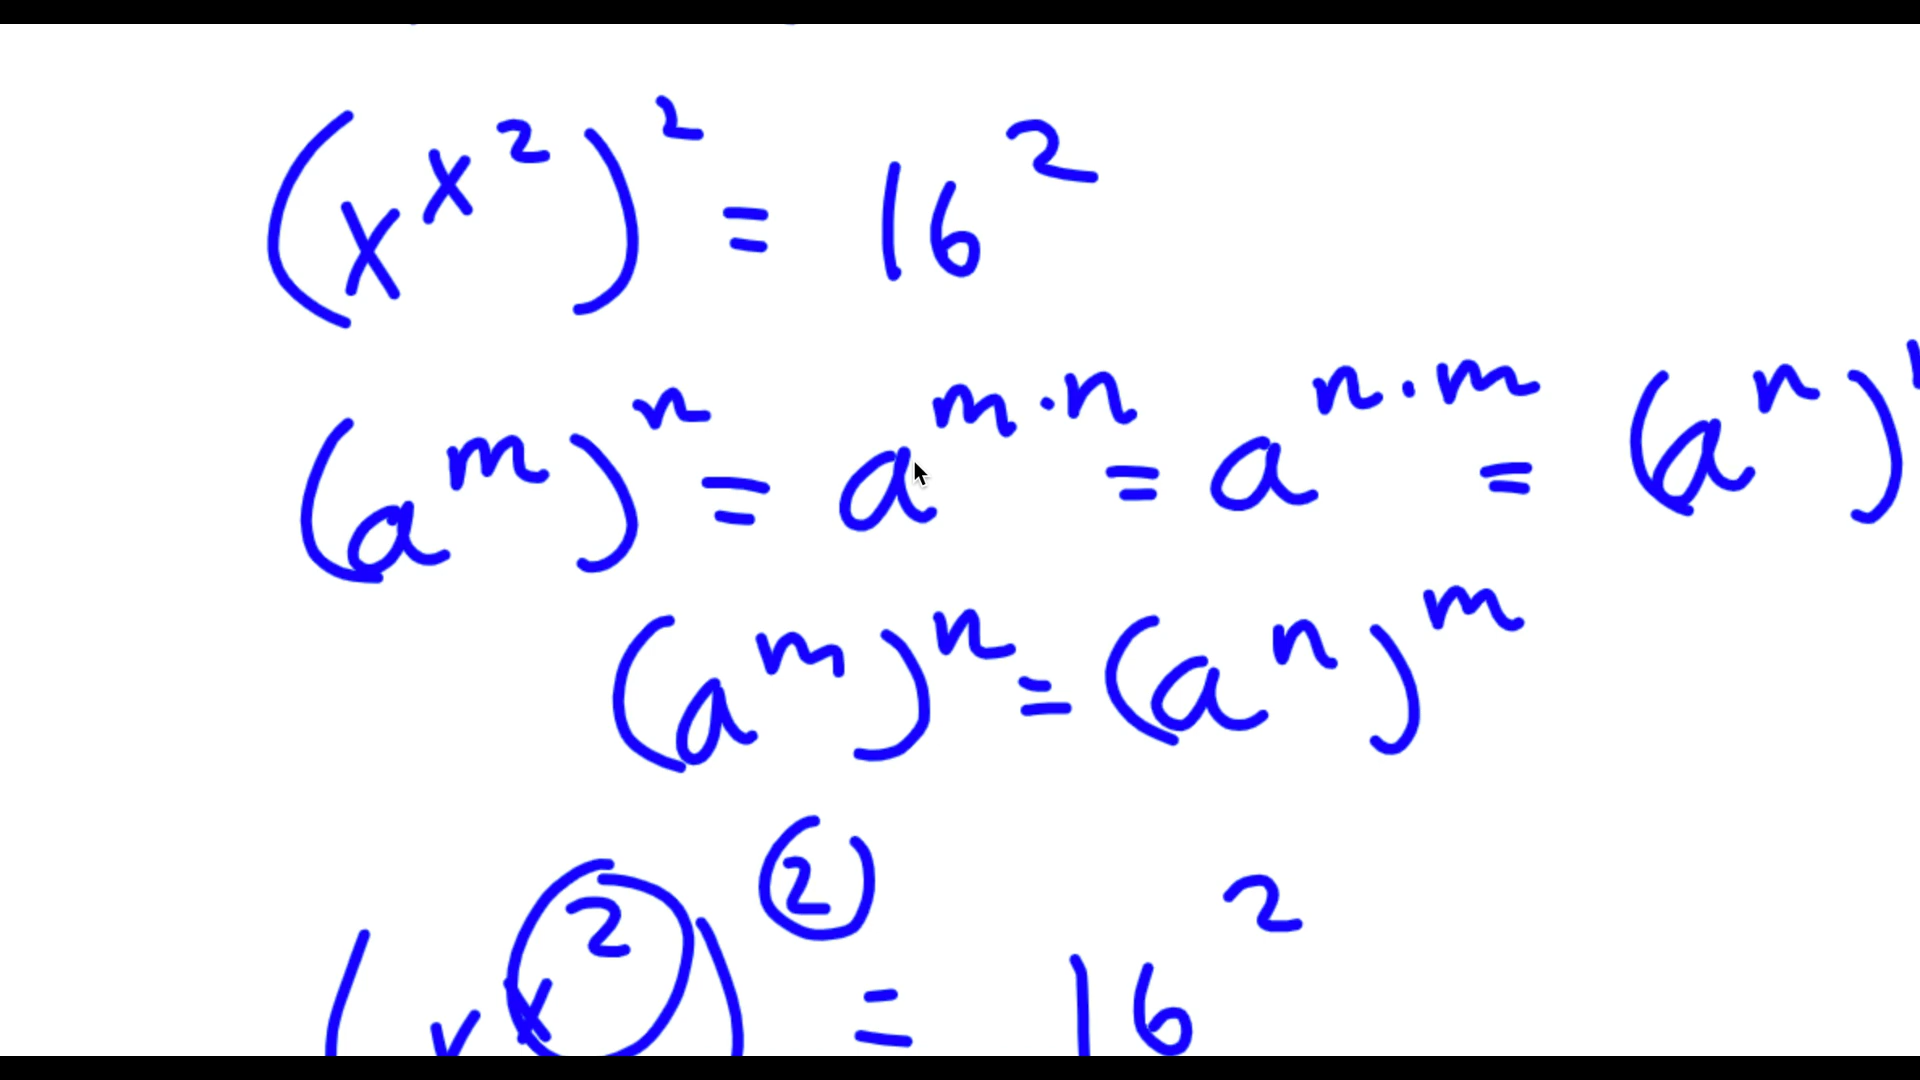 (x^{x^2})^2 = 16^2
(a^m)^n = a^{m·n} = a^{n·m} = (a^n)
(a^m)^n = (a^n)^m
(x^{x^2})^2 = 16^2